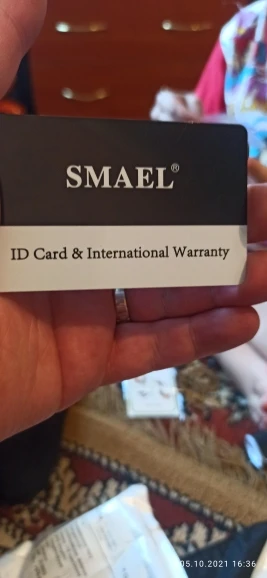 SMAEL®
ID Card & International Warranty
05.10.2021 16:36